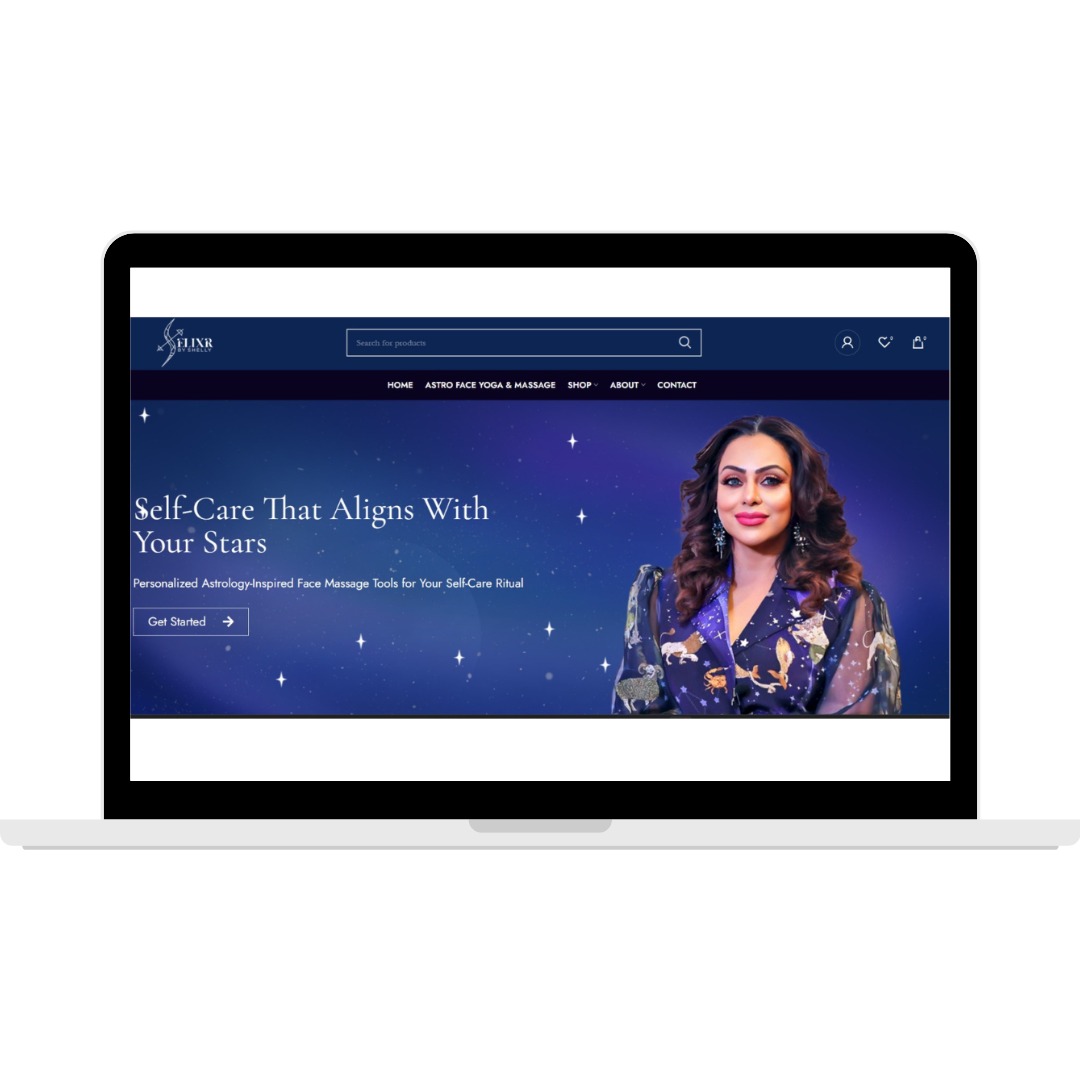 ELIXR
BY SHELLY
Search for products
0
0
HOME ASTRO FACE YOGA & MASSAGE SHOP ABOUT CONTACT
Self-Care That Aligns With
Your Stars
Personalized Astrology-Inspired Face Massage Tools for Your Self-Care Ritual
Get Started